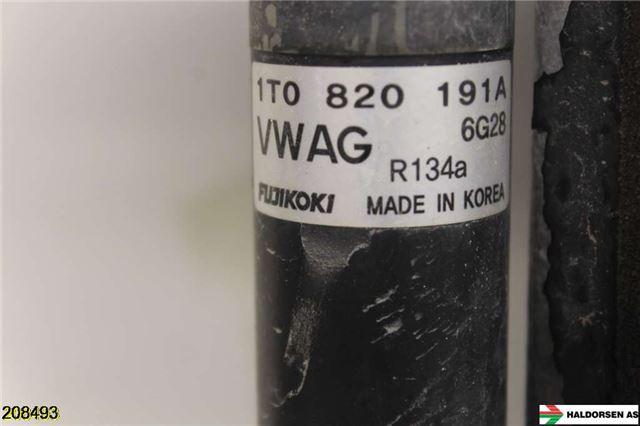 1T0 820 191A
6G28
VWAG
R134a
FUJIKOKI MADE IN KOREA
208493
HALDORSEN AS